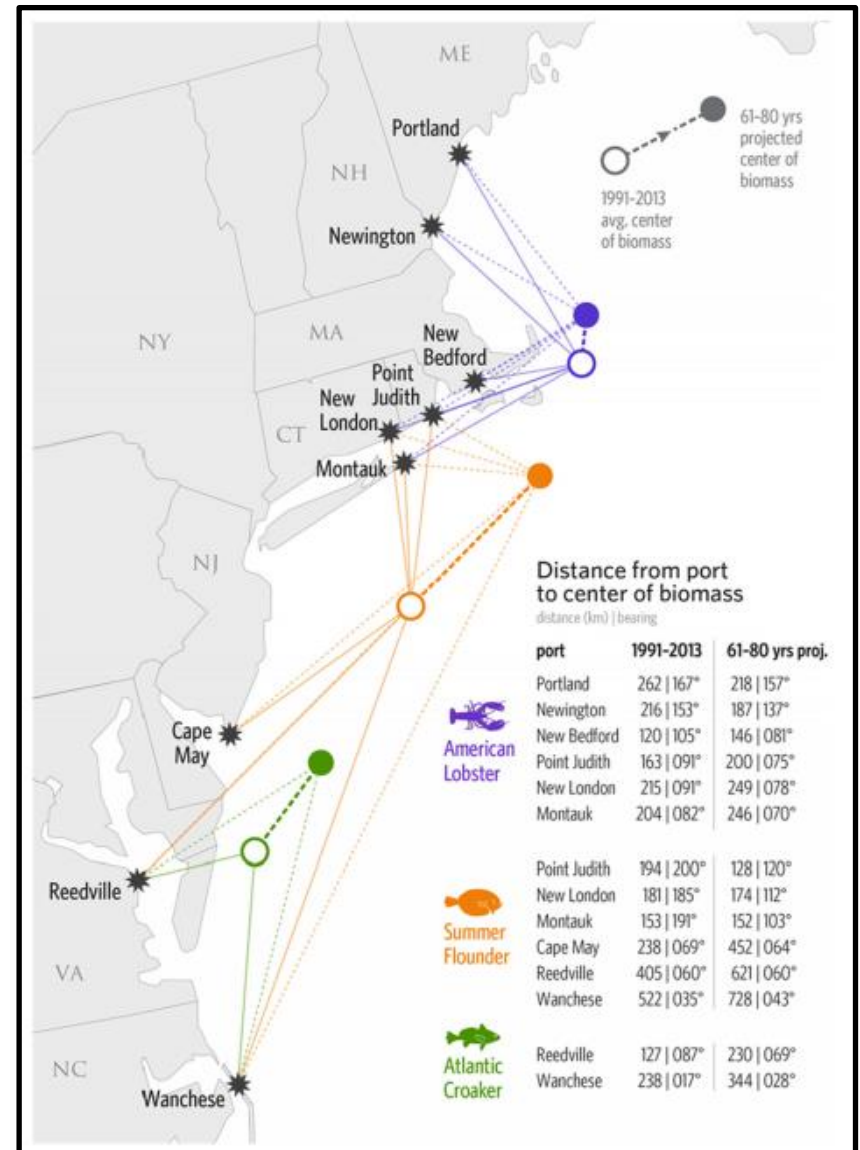 ME
Portland
61-80 yrs
projected
center of
biomass
NH
1991-2013
avg. center
of biomass
Newington
NY
MA
New
Bedford
Point
Judith
New
London
CT
Montauk
NJ
Distance from port
to center of biomass
distance (km) | bearing
port 1991-2013 61-80 yrs proj.
American
Lobster
Portland 262 | 167° 218 | 157°
Newington 216 | 153° 187 | 137°
New Bedford 120 | 105° 146 | 081°
Point Judith 163 | 091° 200 | 075°
New London 215 | 091° 249 | 078°
Montauk 204 | 082° 246 | 070°
Cape
May
Summer
Flounder
Point Judith 194 | 200° 128 | 120°
New London 181 | 185° 174 | 112°
Montauk 153 | 191° 152 | 103°
Cape May 238 | 069° 452 | 064°
Reedville 405 | 060° 621 | 060°
Wanchese 522 | 035° 728 | 043°
Reedville
VA
Atlantic
Croaker
Reedville 127 | 087° 230 | 069°
Wanchese 238 | 017° 344 | 028°
NC
Wanchese